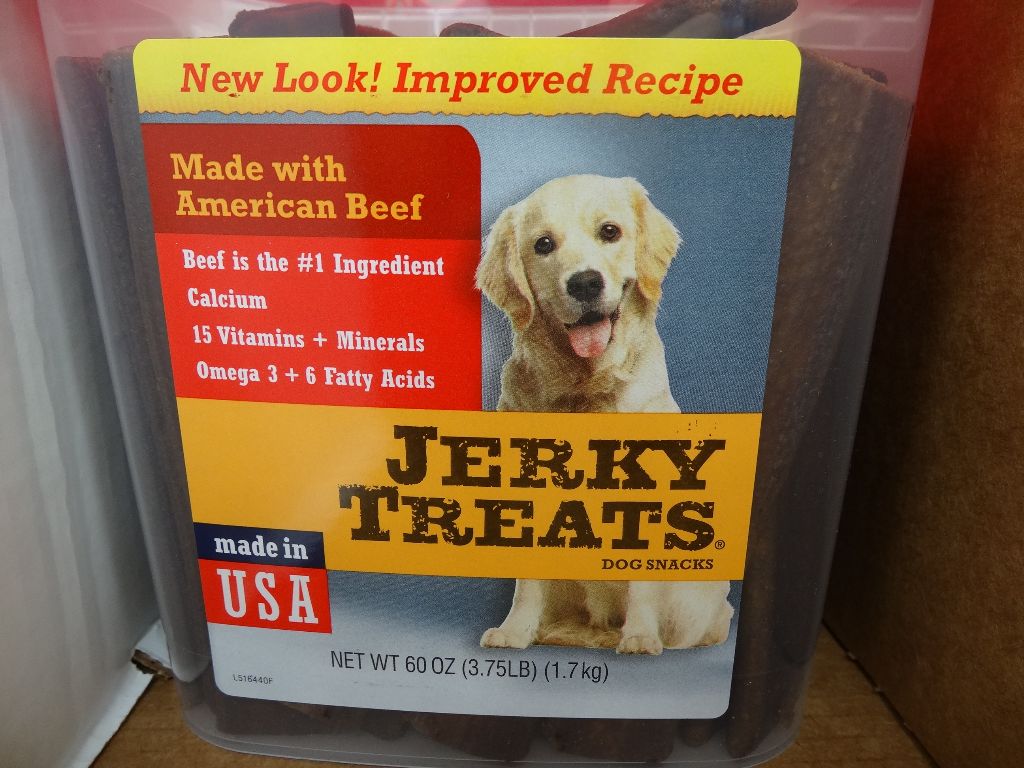 New Look! Improved Recipe
Made with
American Beef
Beef is the #1 Ingredient
Calcium
15 Vitamins + Minerals
Omega 3 + 6 Fatty Acids
JERKY
TREATS®
DOG SNACKS
made in
USA
NET WT 60 OZ (3.75LB) (1.7kg)
L516440F